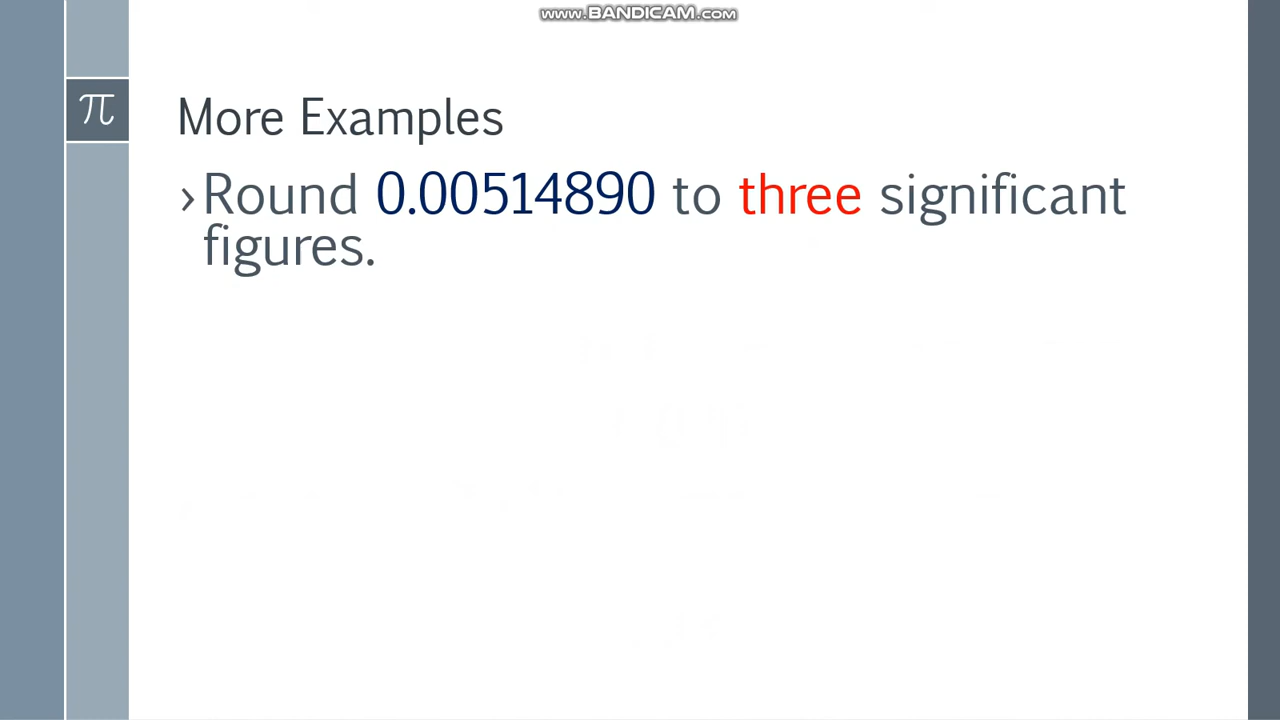 www.BANDICAM.com
π
More Examples
›Round 0.00514890 to three significant
figures.